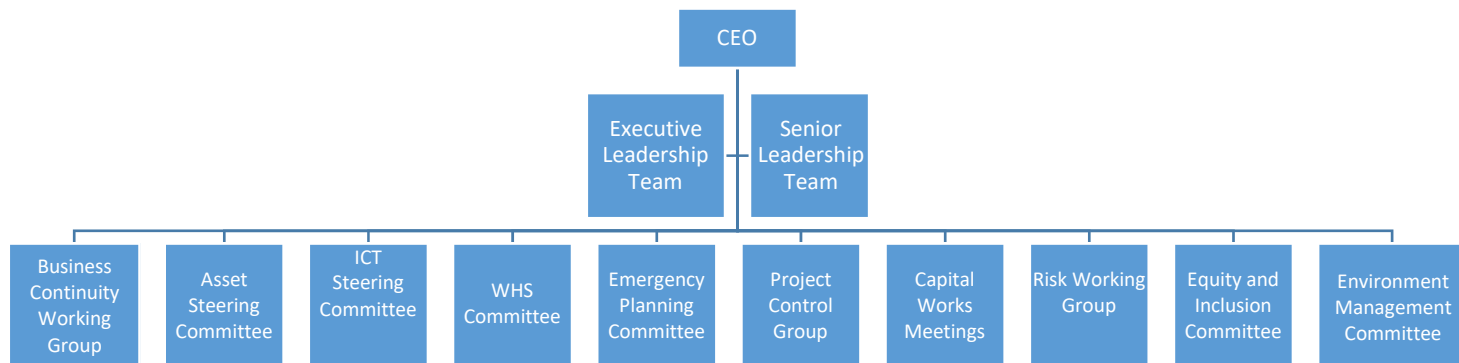 CEO
Executive
Leadership
Team
Senior
Leadership
Team
Business
Continuity
Working
Group
Asset
Steering
Committee
ICT
Steering
Committee
WHS
Committee
Emergency
Planning
Committee
Project
Control
Group
Capital
Works
Meetings
Risk Working
Group
Equity and
Inclusion
Committee
Environment
Management
Committee